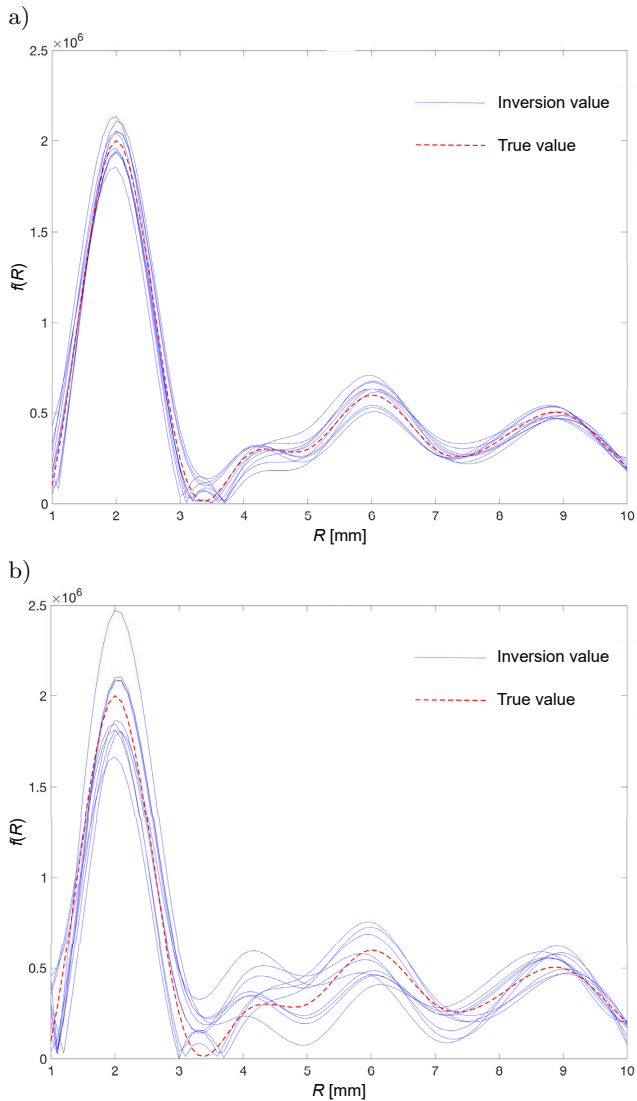 a)
×10⁶
2.5
2
1.5
1
0.5
0
f(R)
Inversion value
True value
1 2 3 4 5 6 7 8 9 10
R [mm]
b)
×10⁶
2.5
2
1.5
1
0.5
0
f(R)
Inversion value
True value
1 2 3 4 5 6 7 8 9 10
R [mm]